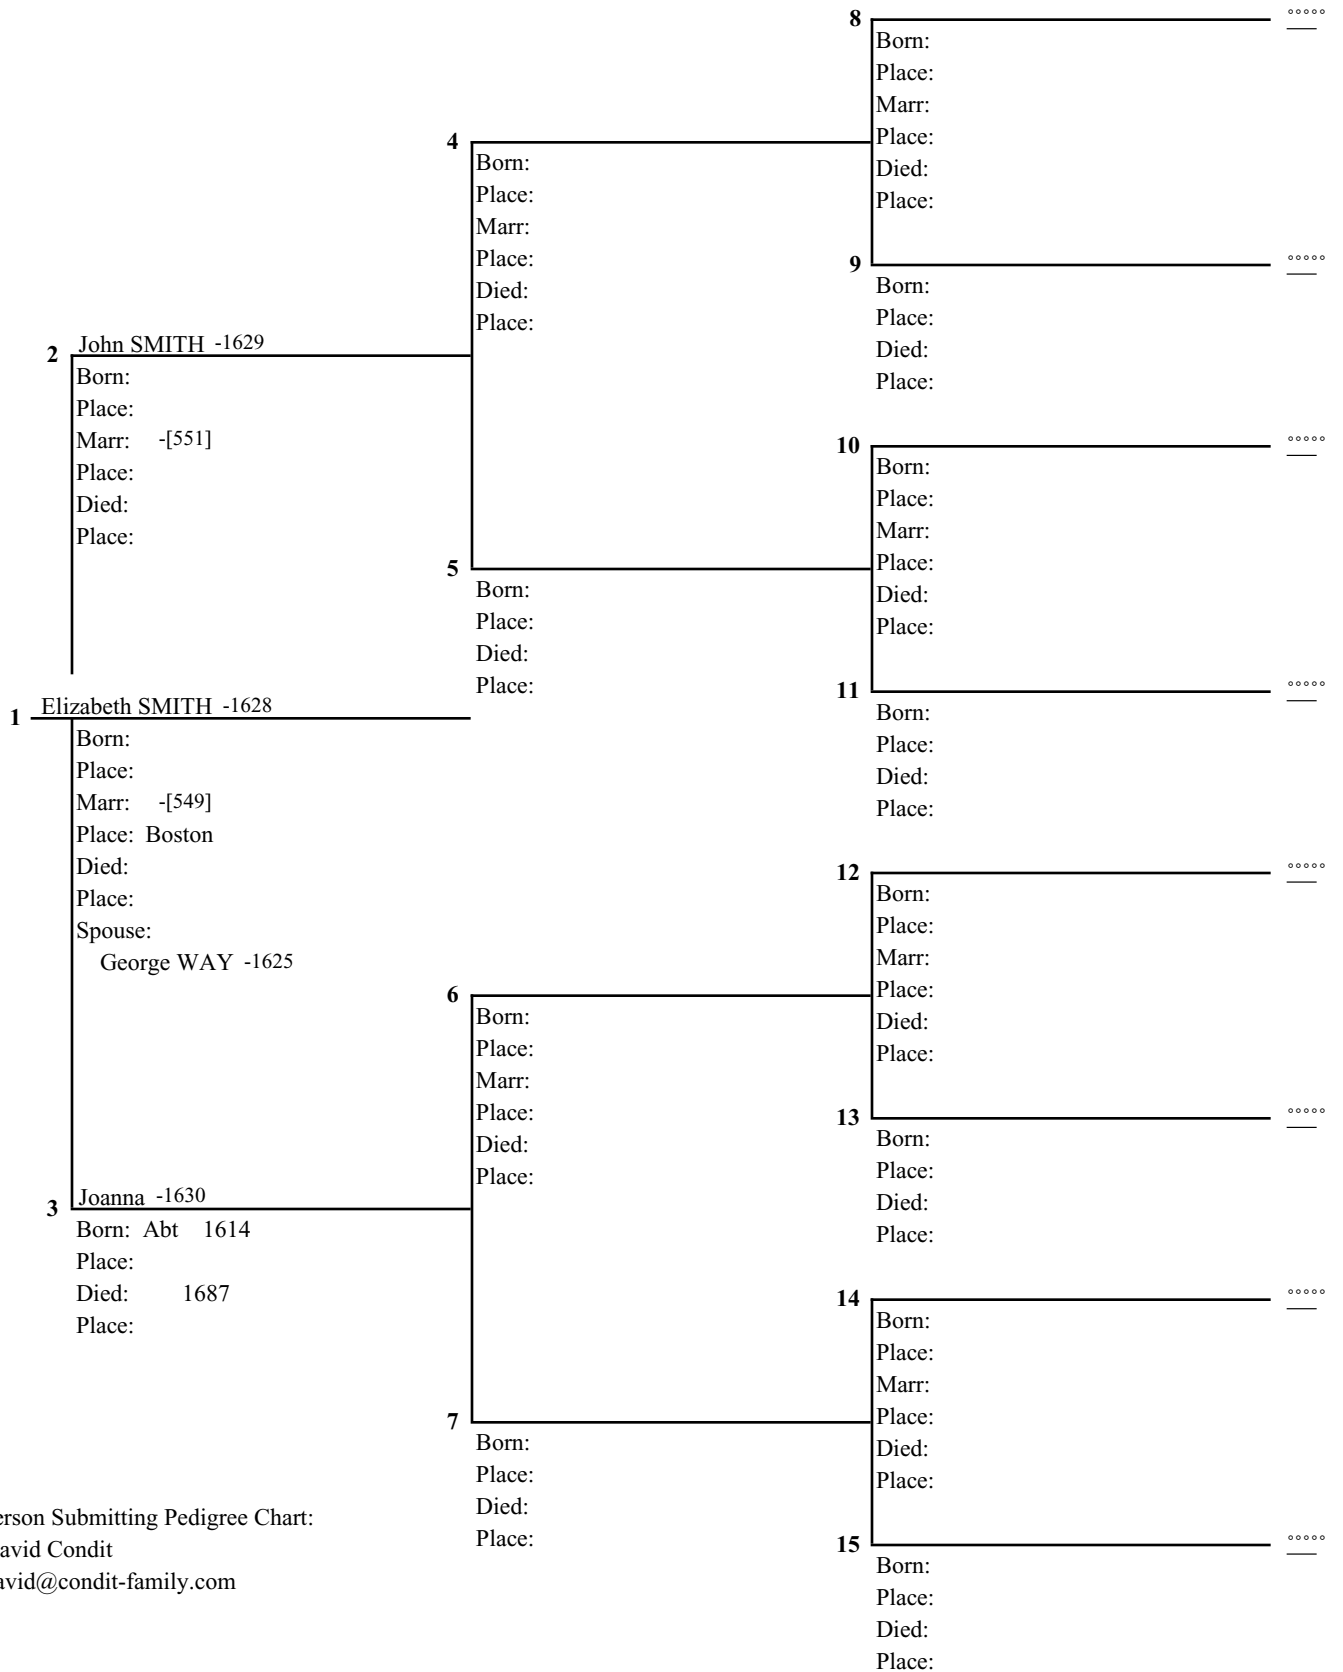 2
John SMITH -1629
Born:
Place:
Marr: -[551]
Place:
Died:
Place:
1
Elizabeth SMITH -1628
Born:
Place:
Marr: -[549]
Place: Boston
Died:
Place:
Spouse:
George WAY -1625
3
Joanna -1630
Born: Abt 1614
Place:
Died: 1687
Place:
erson Submitting Pedigree Chart:
avid Condit
avid@condit-family.com
4
Born:
Place:
Marr:
Place:
Died:
Place:
5
Born:
Place:
Died:
Place:
6
Born:
Place:
Marr:
Place:
Died:
Place:
7
Born:
Place:
Died:
Place:
8
°°°°°
Born:
Place:
Marr:
Place:
Died:
Place:
9
°°°°°
Born:
Place:
Died:
Place:
10
°°°°°
Born:
Place:
Marr:
Place:
Died:
Place:
11
°°°°°
Born:
Place:
Died:
Place:
12
°°°°°
Born:
Place:
Marr:
Place:
Died:
Place:
13
°°°°°
Born:
Place:
Died:
Place:
14
°°°°°
Born:
Place:
Marr:
Place:
Died:
Place:
15
°°°°°
Born:
Place:
Died:
Place: